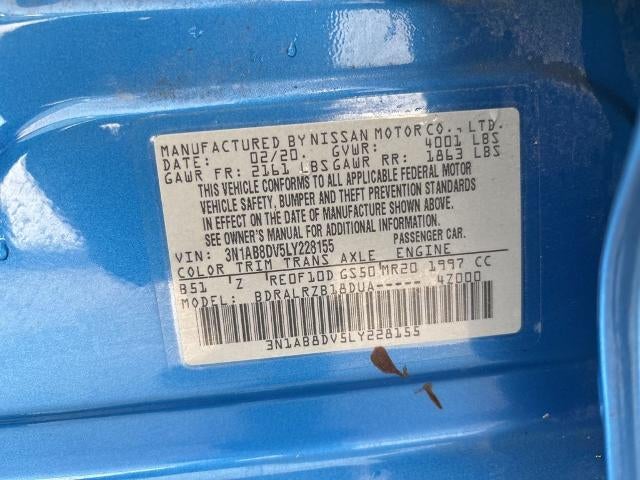 MANUFACTURED BY NISSAN MOTOR CO., LTD.
DATE: 02/20. GVWR: 4001 LBS
GAWR FR: 2161 LBS GAWR RR: 1863 LBS
THIS VEHICLE CONFORMS TO ALL APPLICABLE FEDERAL MOTOR
VEHICLE SAFETY, BUMPER AND THEFT PREVENTION STANDARDS
IN EFFECT ON THE DATE OF MANUFACTURE SHOWN ABOVE.
SEE OWNER'S MANUAL FOR ADDITIONAL INFORMATION.
VIN: 3N1AB8DV5LY228155 PASSENGER CAR.
COLOR TRIM TRANS AXLE ENGINE
B51 Z RE0F10D GS50 MR20 1997 CC
MODEL: BDRALRZB18DUA----- 4Z000
3N1AB8DV5LY228155